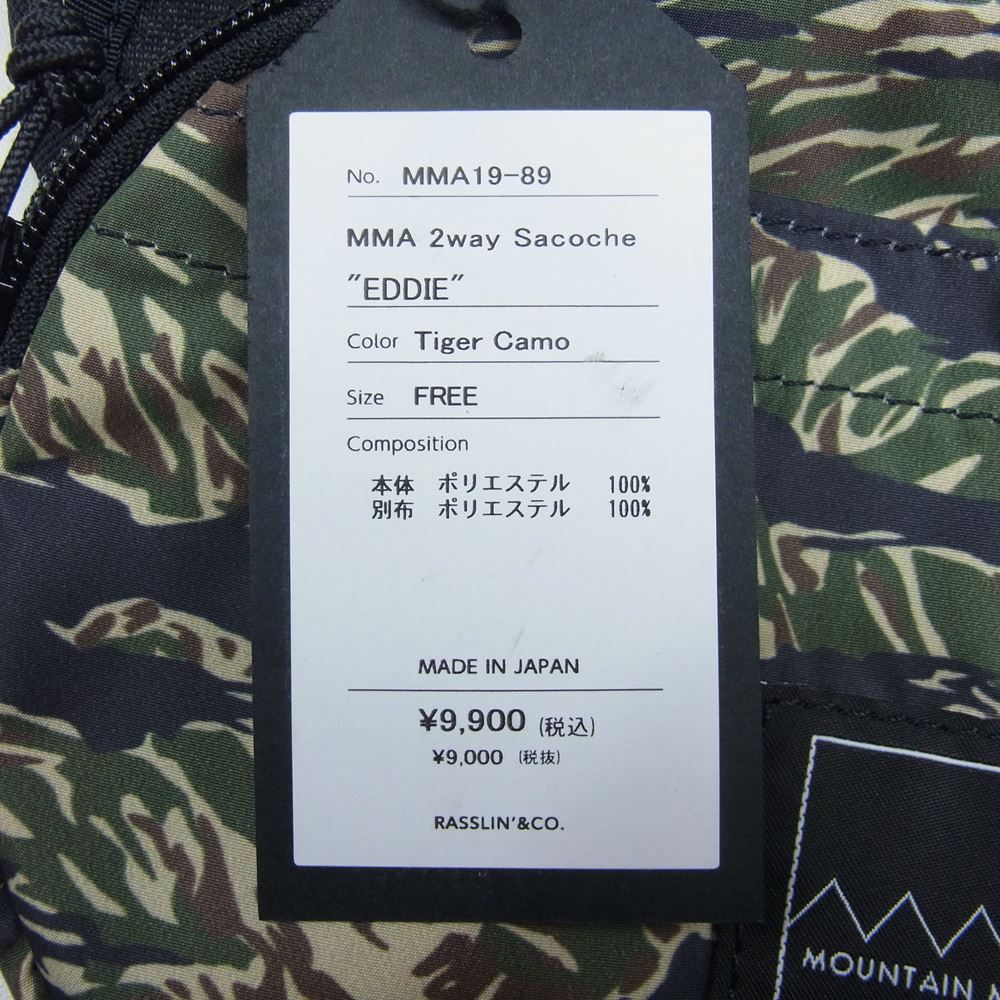 No. MMA19-89
MMA 2way Sacoche
"EDDIE"
Color Tiger Camo
Size FREE
Composition
本体 ポリエステル 100%
別布 ポリエステル 100%
MADE IN JAPAN
¥9,900 (税込)
¥9,000 (税抜)
RASSLIN'&CO.
MOUNTAIN